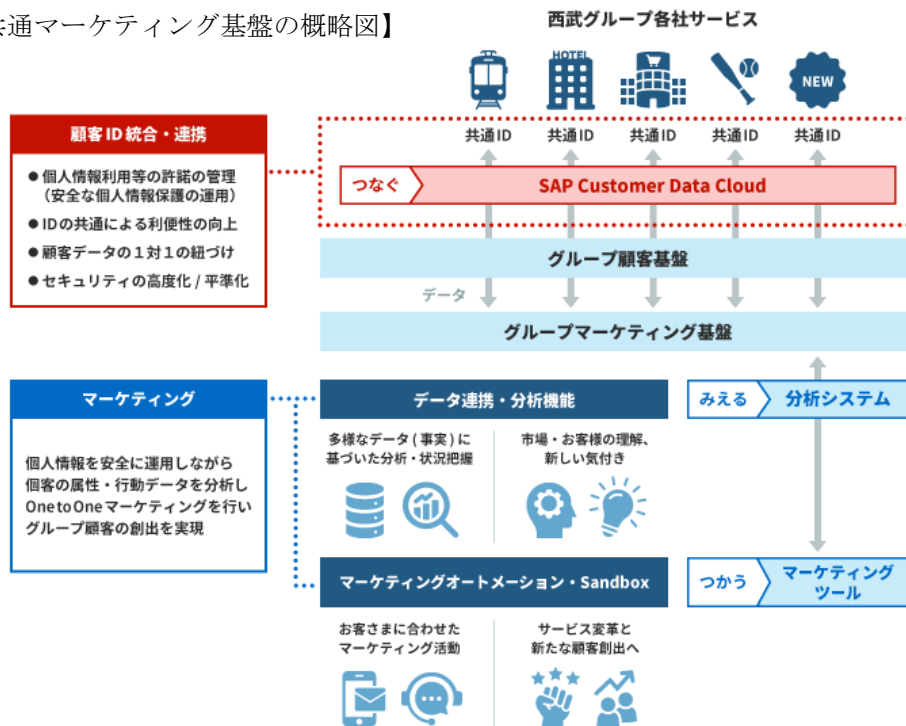 共通マーケティング基盤の概略図】
西武グループ各社サービス
HOTEL
NEW
共通ID
共通ID
共通ID
共通ID
共通ID
顧客ID統合・連携
●個人情報利用等の許諾の管理
（安全な個人情報保護の運用）
●IDの共通による利便性の向上
●顧客データの1対1の紐づけ
●セキュリティの高度化/平準化
つなぐ
SAP Customer Data Cloud
グループ顧客基盤
データ
グループマーケティング基盤
マーケティング
個人情報を安全に運用しながら
個客の属性・行動データを分析し
OnetoOneマーケティングを行い
グループ顧客の創出を実現
データ連携・分析機能
多様なデータ(事実)に
基づいた分析・状況把握
市場・お客様の理解、
新しい気付き
みえる
分析システム
マーケティングオートメーション・Sandbox
お客さまに合わせた
マーケティング活動
サービス変革と
新たな顧客創出へ
つかう
マーケティング
ツール